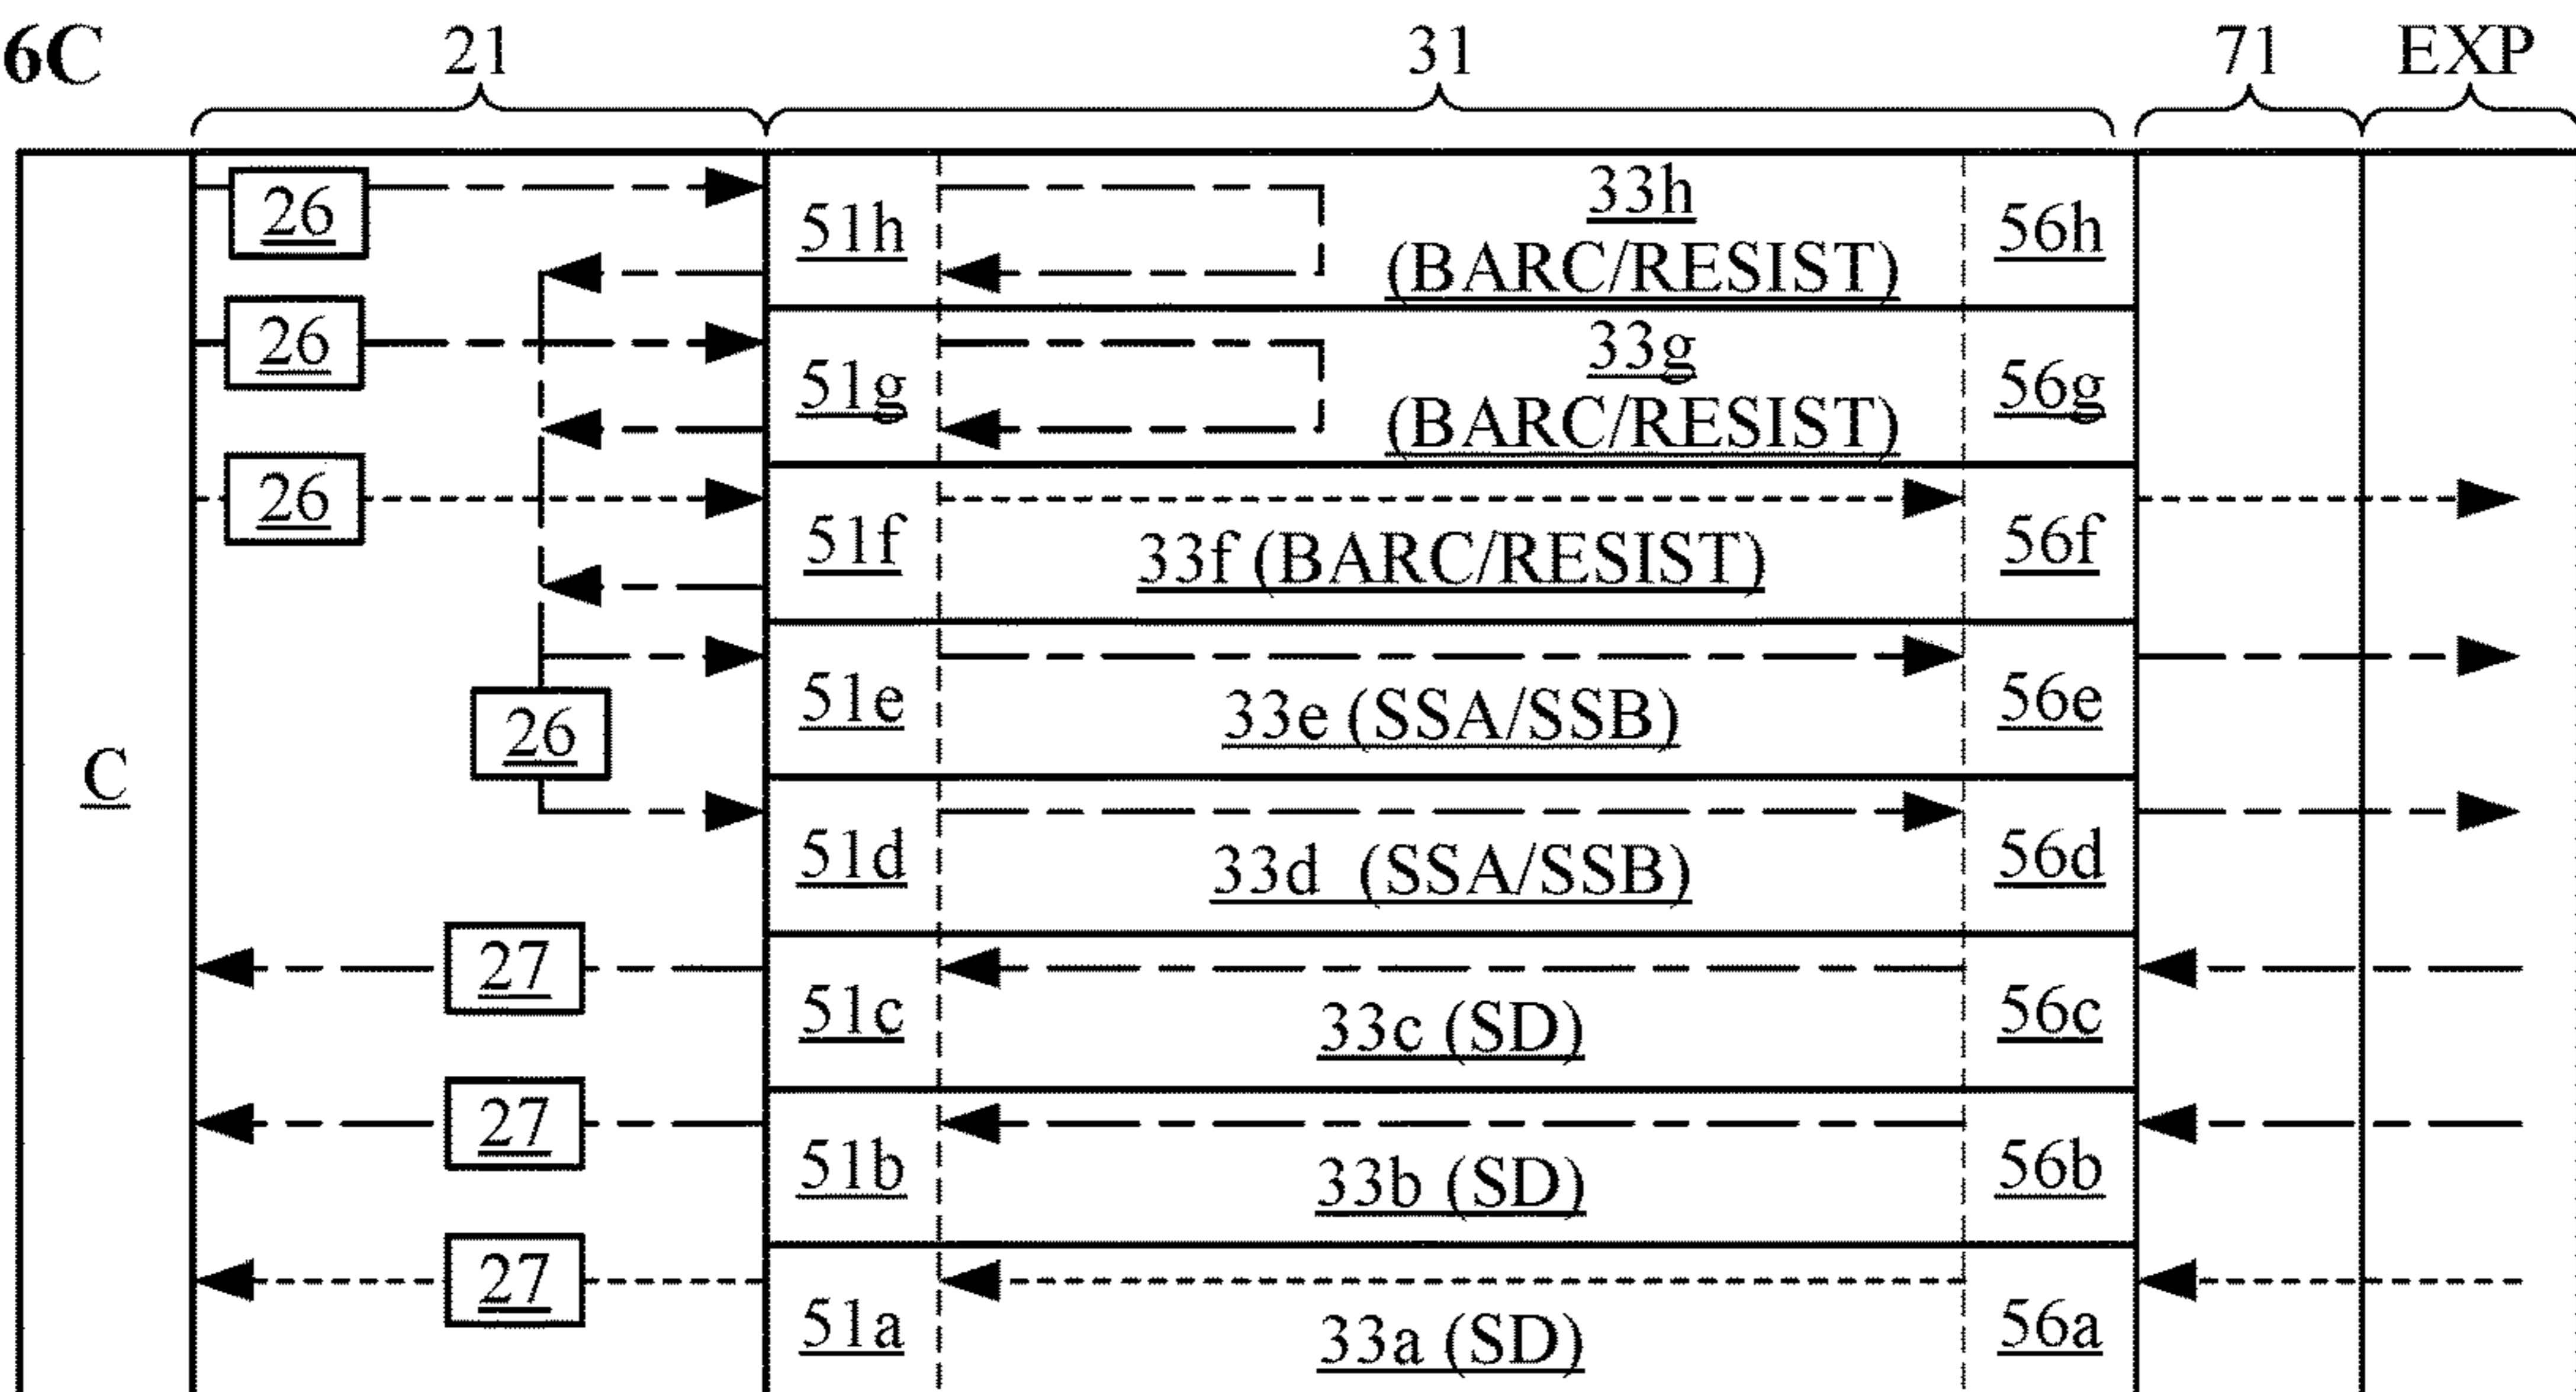 6C 21 31 71 EXP
26 51h 33h 56h
(BARC/RESIST)
26 51g 33g 56g
(BARC/RESIST)
26 51f 33f (BARC/RESIST) 56f
26 51e 33e (SSA/SSB) 56e
C
51d 33d (SSA/SSB) 56d
27 51c 33c (SD) 56c
27 51b 33b (SD) 56b
27 51a 33a (SD) 56a